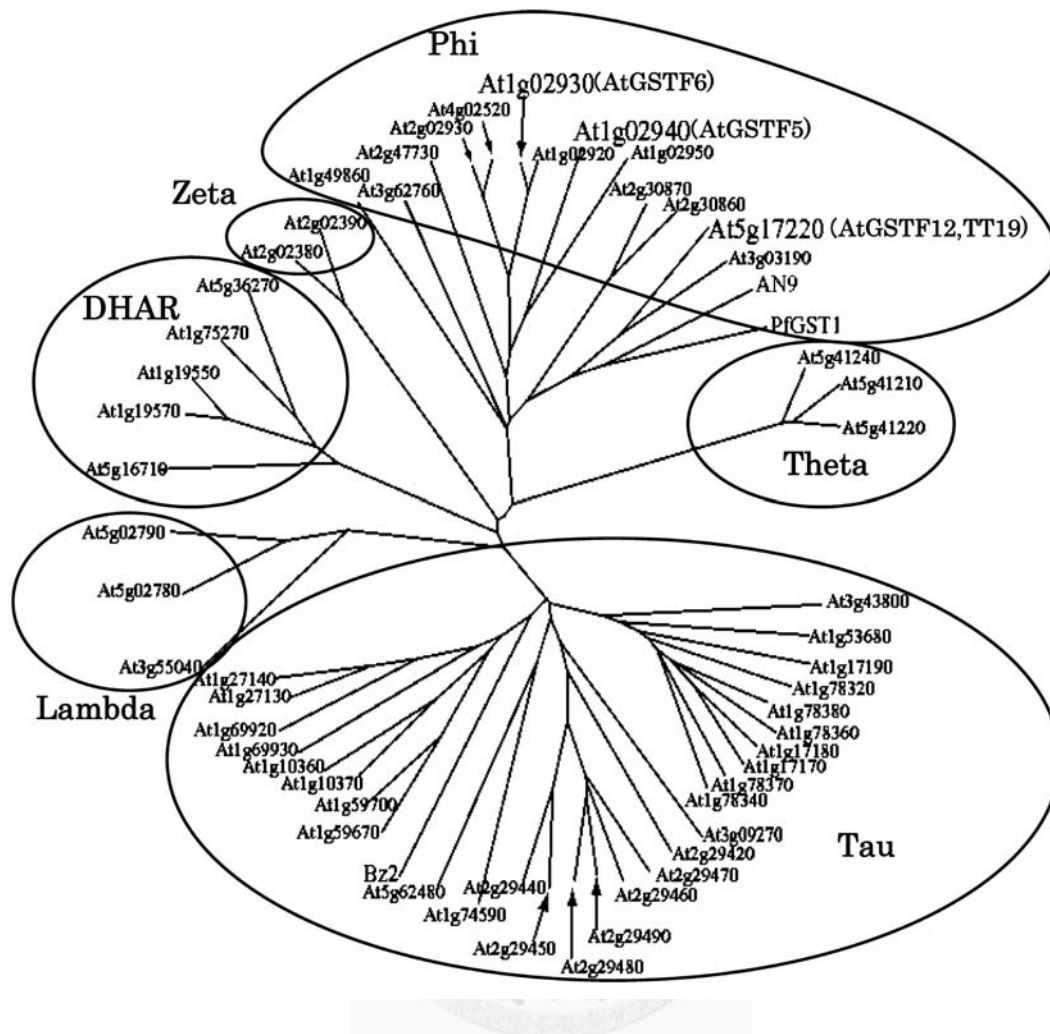 Phi
At1g02930(AtGSTF6)
At4g02520
At2g02930
At1g02940(AtGSTF5)
At2g47730
At1g02920
At1g02950
At1g49860
At3g62760
At2g30870
At2g30860
Zeta
At2g02390
At5g17220 (AtGSTF12,TT19)
At2g02380
At3g03190
AN9
At5g36270
DHAR
PfGST1
At1g75270
At5g41240
At1g19550
At5g41210
At1g19570
At5g41220
At5g16710
Theta
At5g02790
At5g02780
At3g43800
At1g53680
At3g55040
At1g17190
At1g27140
At1g78320
At1g27130
Lambda
At1g78380
At1g69920
At1g78360
At1g69930
At1g17180
At1g10360
At1g17170
At1g10370
At1g78370
At1g59700
At1g78340
At1g59670
At3g09270
Tau
At2g29420
Bz2
At2g29470
At5g62480
At2g29440
At2g29460
At1g74590
At2g29490
At2g29450
At2g29480